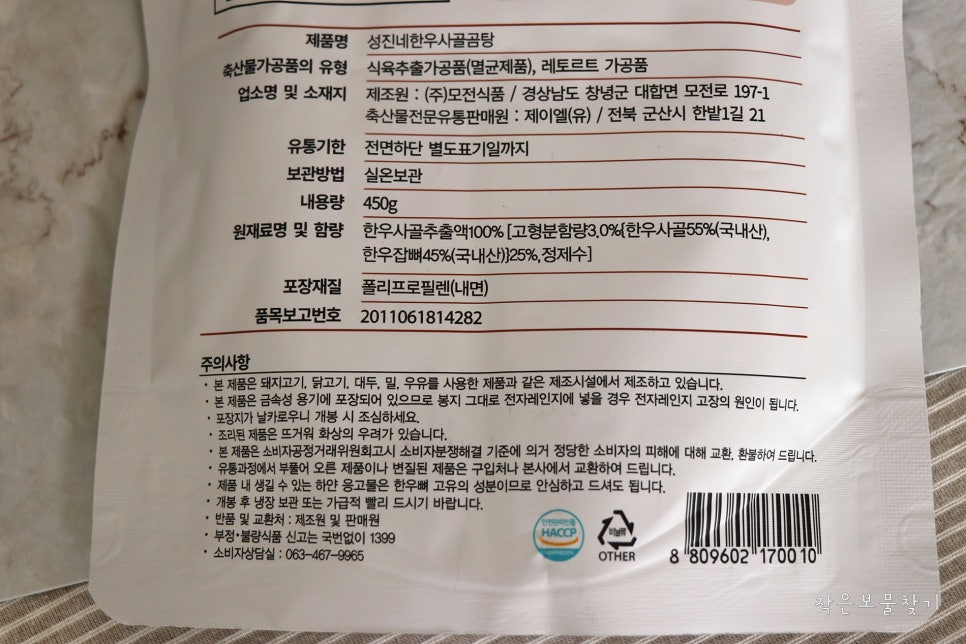 제품명 성진네한우사골곰탕
축산물가공품의 유형 식육추출가공품(멸균제품), 레토르트 가공품
업소명 및 소재지 제조원 : (주)모전식품 / 경상남도 창녕군 대합면 모전로 197-1
축산물전문유통판매원 : 제이엘(유) / 전북 군산시 한밭1길 21
유통기한 전면하단 별도표기일까지
보관방법 실온보관
내용량 450g
원재료명 및 함량 한우사골추출액100% [고형분함량3.0%{한우사골55%(국내산),
한우잡뼈45%(국내산)}25%,정제수]
포장재질 폴리프로필렌(내면)
품목보고번호 2011061814282
주의사항
· 본 제품은 돼지고기, 닭고기, 대두, 밀, 우유를 사용한 제품과 같은 제조시설에서 제조하고 있습니다.
· 본 제품은 금속성 용기에 포장되어 있으므로 봉지 그대로 전자레인지에 넣을 경우 전자레인지 고장의 원인이 됩니다.
· 포장지가 날카로우니 개봉 시 조심하세요.
· 조리된 제품은 뜨거워 화상의 우려가 있습니다.
· 본 제품은 소비자공정거래위원회고시 소비자분쟁해결 기준에 의거 정당한 소비자의 피해에 대해 교환, 환불하여 드립니다.
· 유통과정에서 부풀어 오른 제품이나 변질된 제품은 구입처나 본사에서 교환하여 드립니다.
· 제품 내 생길 수 있는 하얀 응고물은 한우뼈 고유의 성분이므로 안심하고 드셔도 됩니다.
· 개봉 후 냉장 보관 또는 가급적 빨리 드시기 바랍니다.
· 반품 및 교환처 : 제조원 및 판매원
· 부정•불량식품 신고는 국번없이 1399
· 소비자상담실 : 063-467-9965
HACCP
비닐류
OTHER
8 809602 170010
작은보물찾기